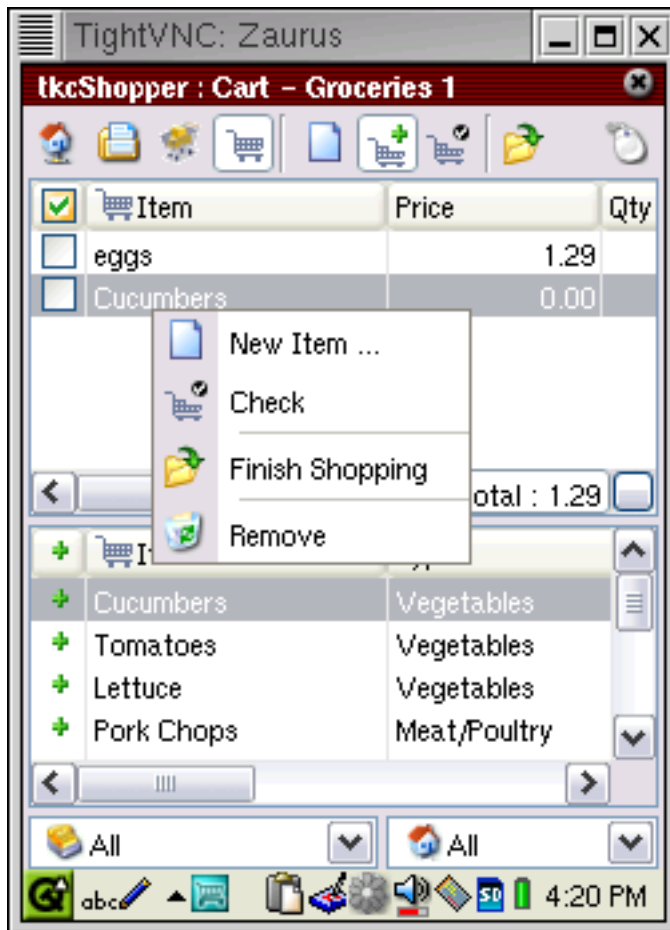 TightVNC: Zaurus
tkcShopper : Cart – Groceries 1
Item Price Qty
eggs 1.29
Cucumbers 0.00
New Item ...
Check
Finish Shopping
otal : 1.29
Remove
Cucumbers Vegetables
Tomatoes Vegetables
Lettuce Vegetables
Pork Chops Meat/Poultry
All All
abc SD 4:20 PM